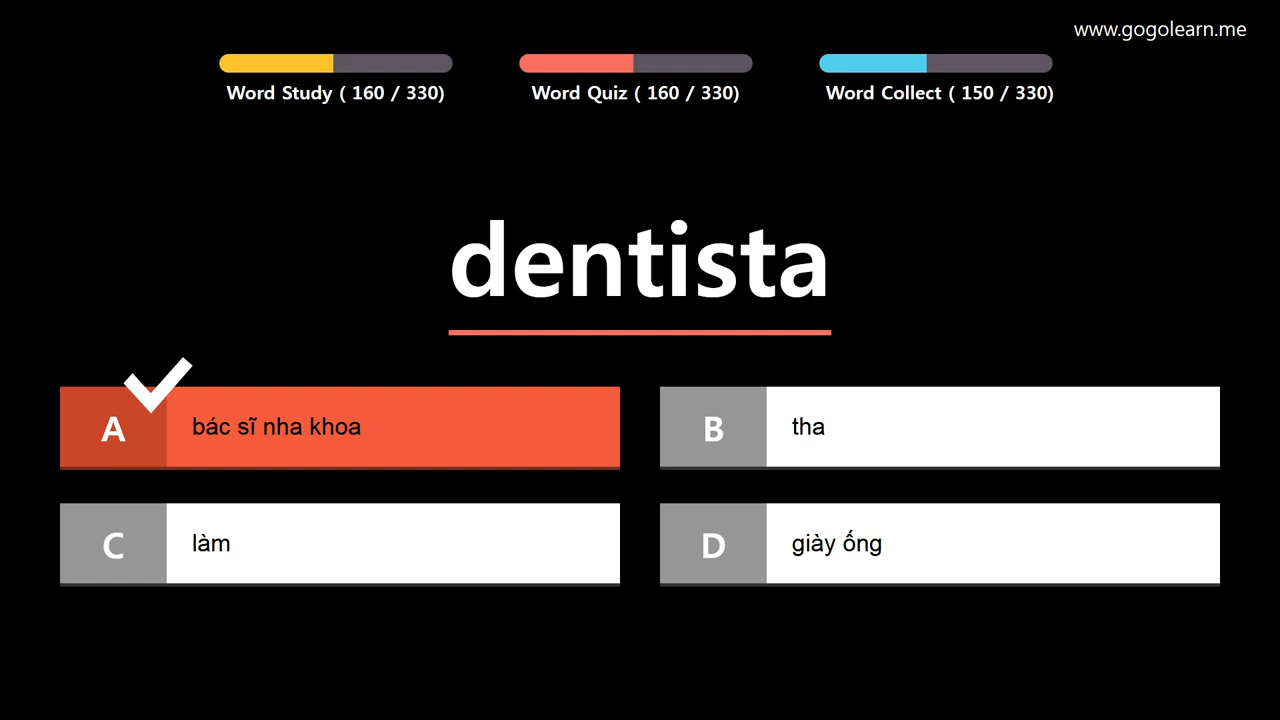 www.gogolearn.me
Word Study ( 160 / 330)
Word Quiz ( 160 / 330)
Word Collect ( 150 / 330)
dentista
A bác sĩ nha khoa
B tha
C làm
D giày ống